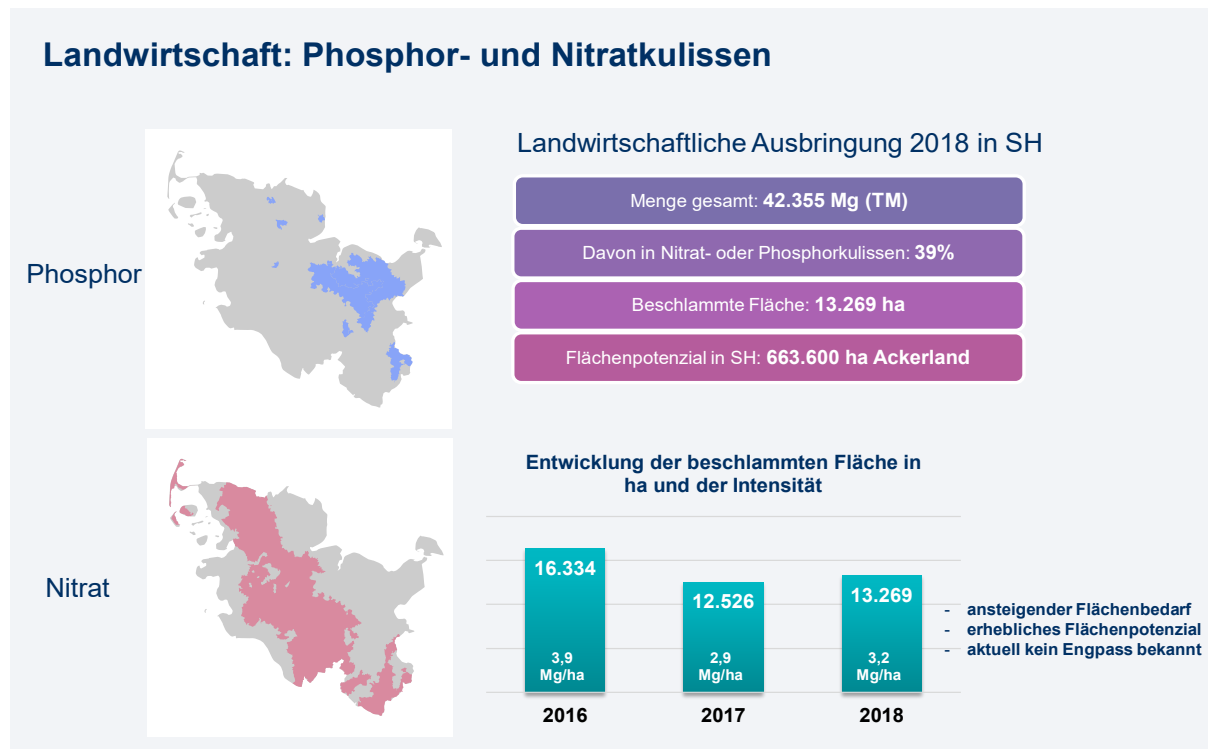 Landwirtschaft: Phosphor- und Nitratkulissen
Phosphor
Landwirtschaftliche Ausbringung 2018 in SH
Menge gesamt: 42.355 Mg (TM)
Davon in Nitrat- oder Phosphorkulissen: 39%
Beschlammte Fläche: 13.269 ha
Flächenpotenzial in SH: 663.600 ha Ackerland
Nitrat
Entwicklung der beschlammten Fläche in
ha und der Intensität
16.334
12.526
13.269
3,9
Mg/ha
2,9
Mg/ha
3,2
Mg/ha
2016
2017
2018
- ansteigender Flächenbedarf
- erhebliches Flächenpotenzial
- aktuell kein Engpass bekannt